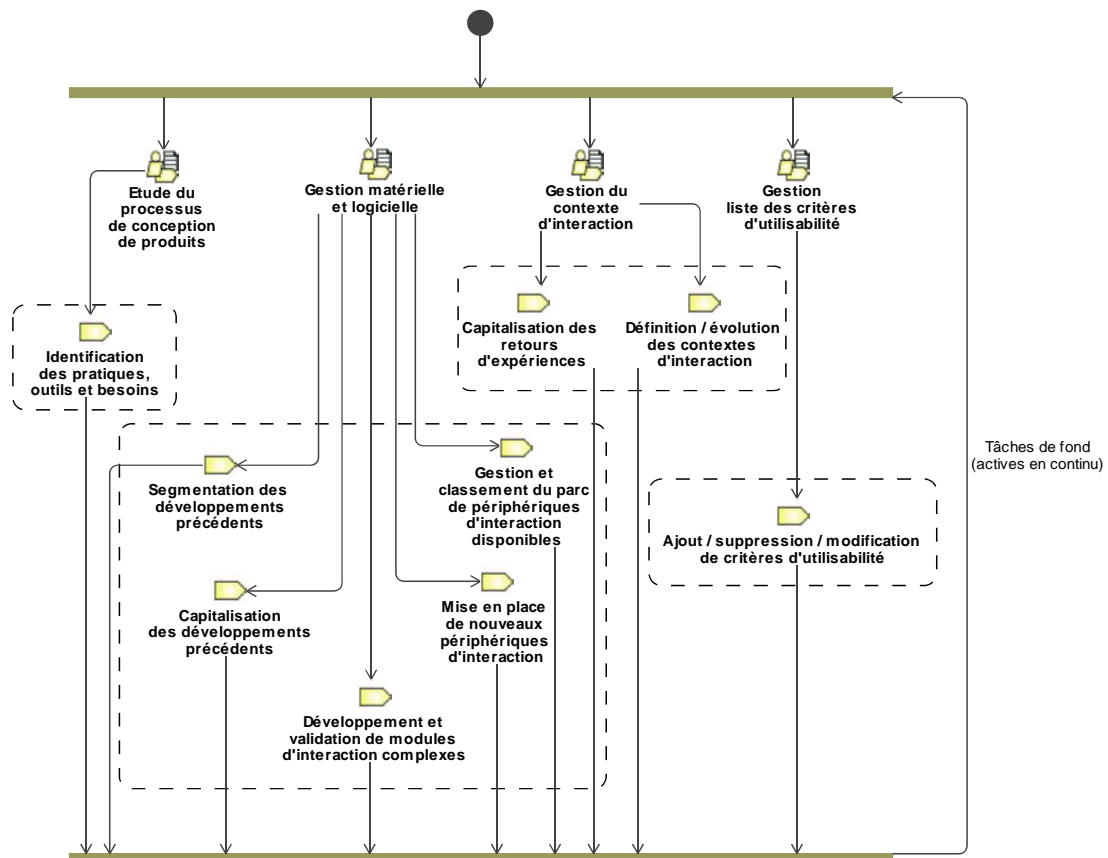 Etude du
processus
de conception
de produits
Gestion matérielle
et logicielle
Gestion du
contexte
d'interaction
Gestion
liste des critères
d'utilisabilité
Identification
des pratiques,
outils et besoins
Capitalisation des
retours
d'expériences
Définition / évolution
des contextes
d'interaction
Segmentation des
développements
précédents
Gestion et
classement du parc
de périphériques
d'interaction
disponibles
Tâches de fond
(actives en continu)
Ajout / suppression / modification
de critères d'utilisabilité
Capitalisation
des développements
précédents
Mise en place
de nouveaux
périphériques
d'interaction
Développement et
validation de modules
d'interaction complexes